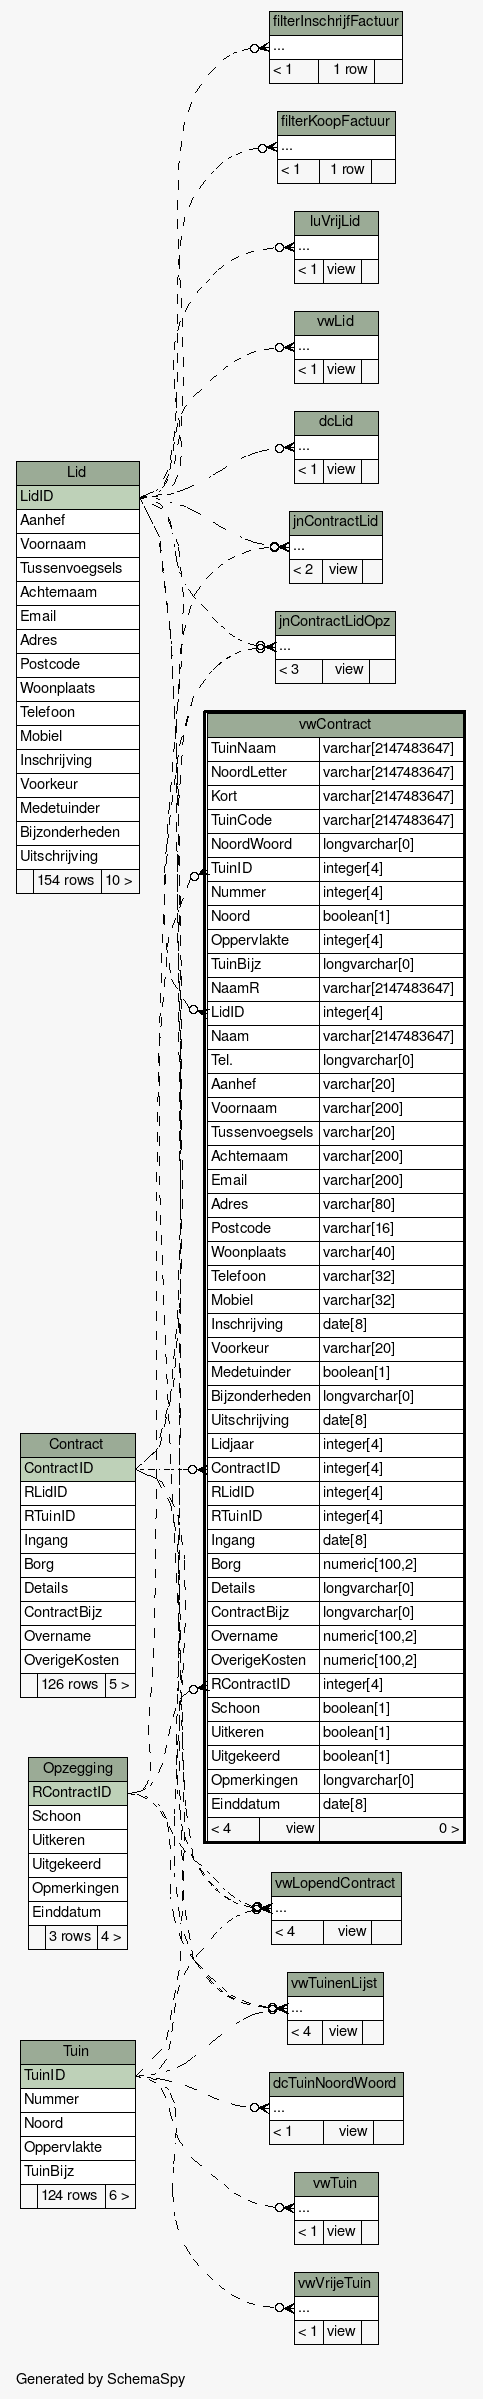 filterInschrijfFactuur
...
< 1 1 row
filterKoopFactuur
...
< 1 1 row
luVrijLid
...
< 1 view
vwLid
...
< 1 view
dcLid
...
< 1 view
jnContractLid
...
< 2 view
jnContractLidOpz
...
< 3 view
Lid
LidID
Aanhef
Voornaam
Tussenvoegsels
Achternaam
Email
Adres
Postcode
Woonplaats
Telefoon
Mobiel
Inschrijving
Voorkeur
Medetuinder
Bijzonderheden
Uitschrijving
154 rows 10 >
vwContract
TuinNaam varchar[2147483647]
NoordLetter varchar[2147483647]
Kort varchar[2147483647]
TuinCode varchar[2147483647]
NoordWoord longvarchar[0]
TuinID integer[4]
Nummer integer[4]
Noord boolean[1]
Oppervlakte integer[4]
TuinBijz longvarchar[0]
NaamR varchar[2147483647]
LidID integer[4]
Naam varchar[2147483647]
Tel. longvarchar[0]
Aanhef varchar[20]
Voornaam varchar[200]
Tussenvoegsels varchar[20]
Achternaam varchar[200]
Email varchar[200]
Adres varchar[80]
Postcode varchar[16]
Woonplaats varchar[40]
Telefoon varchar[32]
Mobiel varchar[32]
Inschrijving date[8]
Voorkeur varchar[20]
Medetuinder boolean[1]
Bijzonderheden longvarchar[0]
Uitschrijving date[8]
Lidjaar integer[4]
ContractID integer[4]
RLidID integer[4]
RTuinID integer[4]
Ingang date[8]
Borg numeric[100,2]
Details longvarchar[0]
ContractBijz longvarchar[0]
Overname numeric[100,2]
OverigeKosten numeric[100,2]
RContractID integer[4]
Schoon boolean[1]
Uitkeren boolean[1]
Uitgekeerd boolean[1]
Opmerkingen longvarchar[0]
Einddatum date[8]
< 4 view 0 >
Contract
ContractID
RLidID
RTuinID
Ingang
Borg
Details
ContractBijz
Overname
OverigeKosten
126 rows 5 >
Opzegging
RContractID
Schoon
Uitkeren
Uitgekeerd
Opmerkingen
Einddatum
3 rows 4 >
vwLopendContract
...
< 4 view
vwTuinenLijst
...
< 4 view
Tuin
TuinID
Nummer
Noord
Oppervlakte
TuinBijz
124 rows 6 >
dcTuinNoordWoord
...
< 1 view
vwTuin
...
< 1 view
vwVrijeTuin
...
< 1 view
Generated by SchemaSpy